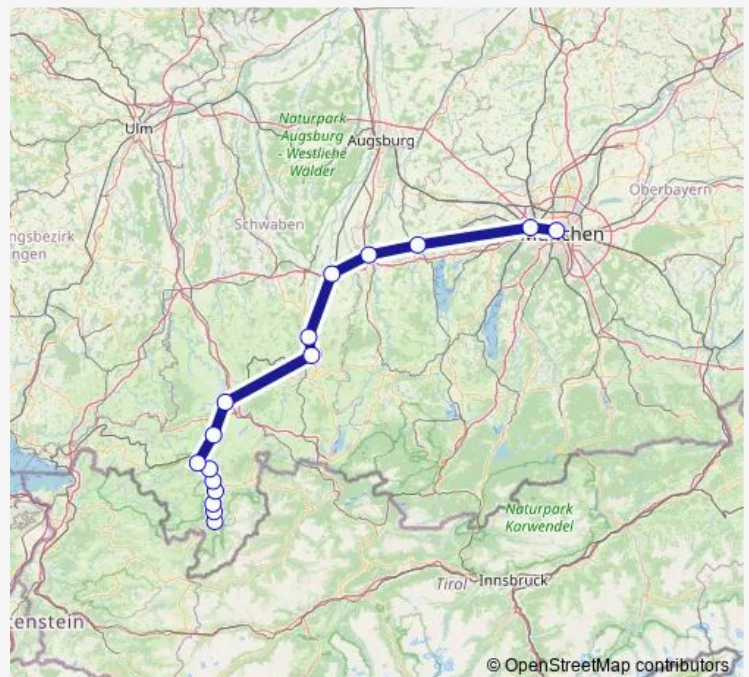 Ulm
Naturpark
Augsburg
- Westliche
Wälder
Augsburg
Oberbayern
Schwaben
ngsbezirk
ngen
München
Naturpark
Karwendel
Tirol
Innsbruck
tenstein
© OpenStreetMap contributors